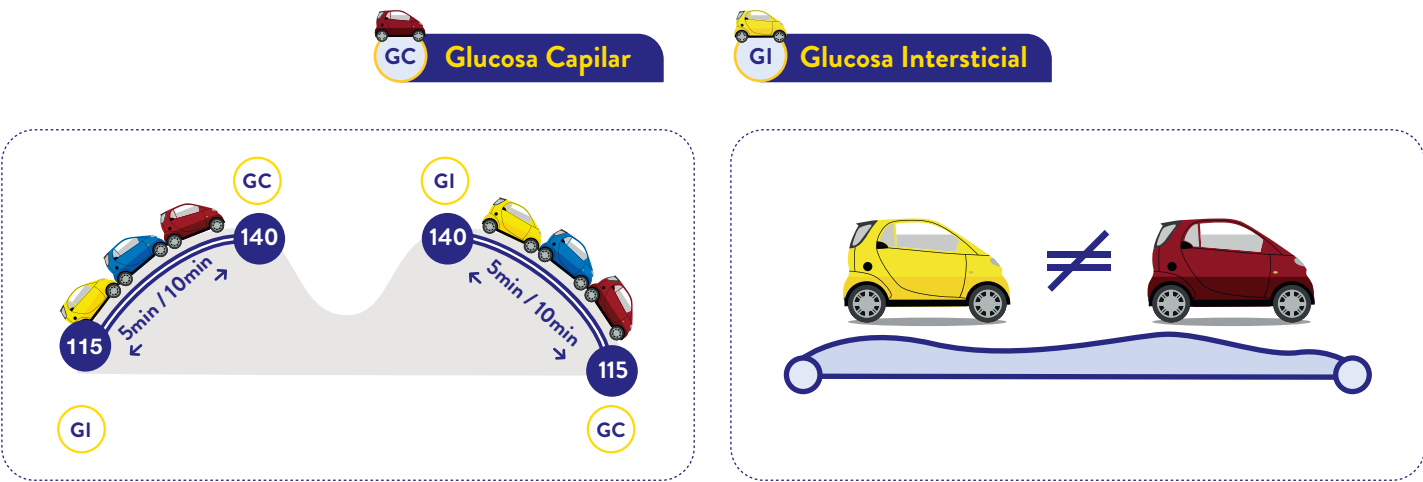 GC Glucosa Capilar
GI Glucosa Intersticial
GC
GI
140
140
5min / 10min
5min / 10min
115
115
GI
GC